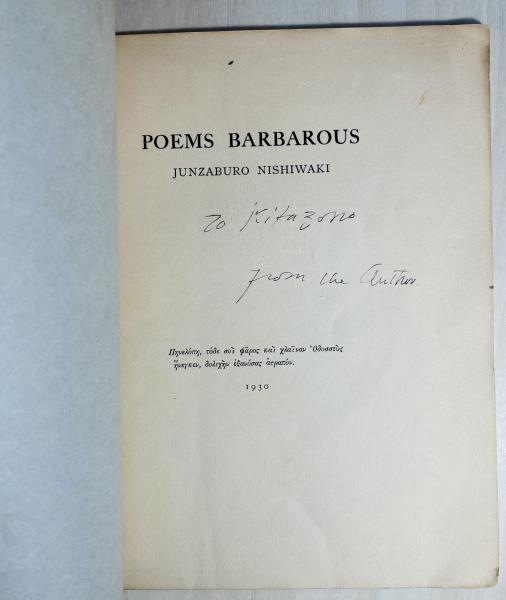 POEMS BARBAROUS
JUNZABURO NISHIWAKI
To Kitazono
From the Author
Πηνελόπη, τόδε σοὶ φᾶρος καὶ χλαῖναν Ὀδυσσεὺς
ἤνεγκεν, δολιχὴν ἐξανύσας ἀτραπόν.
1930